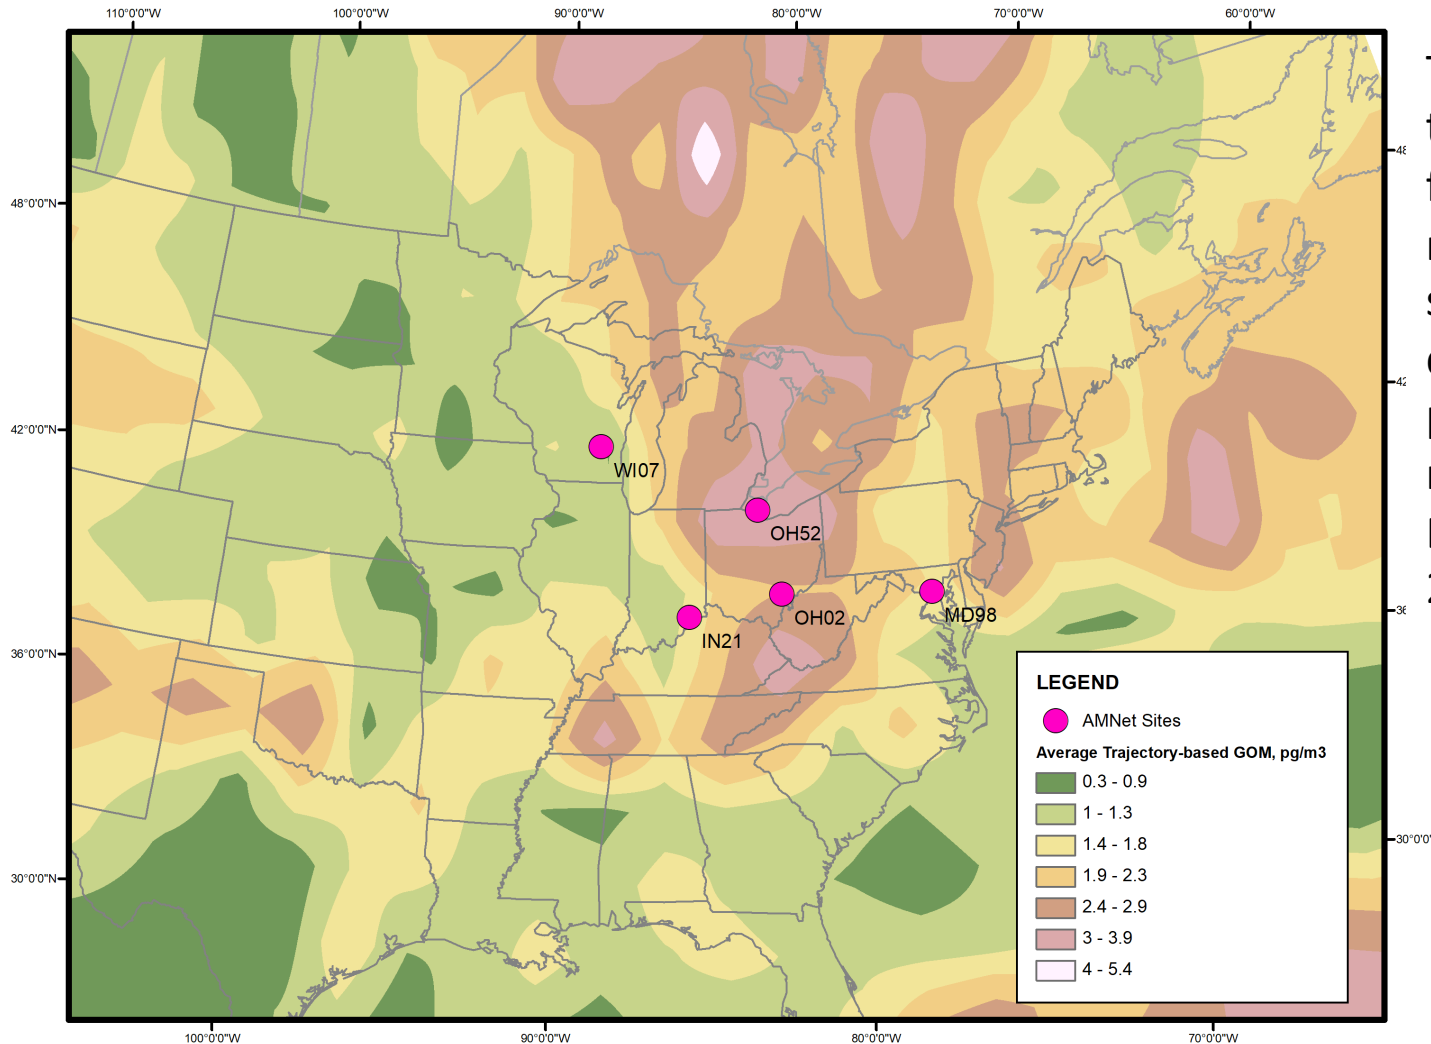 110°0'0"W 100°0'0"W 90°0'0"W 80°0'0"W 70°0'0"W 60°0'0"W
48°0'0"N
42°0'0"N
36°0'0"N
30°0'0"N
48
42
36
30°0'0"
WI07
OH52
OH02
MD98
IN21
LEGEND
AMNet Sites
Average Trajectory-based GOM, pg/m3
0.3 - 0.9
1 - 1.3
1.4 - 1.8
1.9 - 2.3
2.4 - 2.9
3 - 3.9
4 - 5.4
100°0'0"W 90°0'0"W 80°0'0"W 70°0'0"W